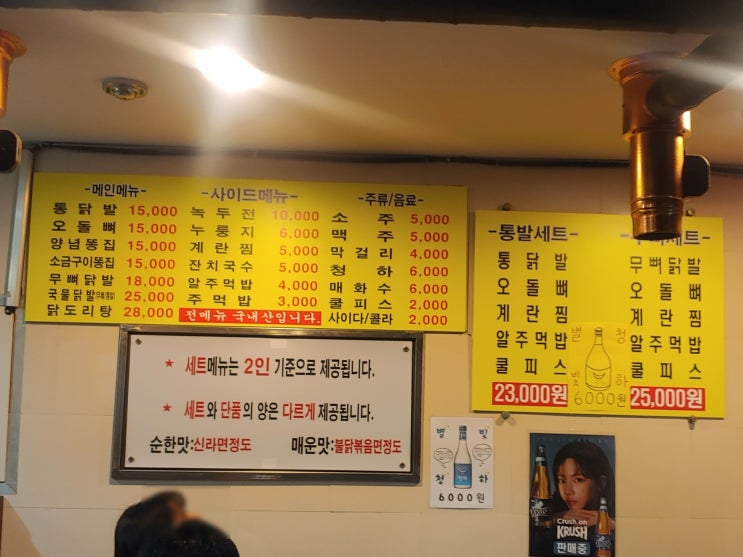 -메인메뉴-
통닭발 15,000
오돌뼈 15,000
양념똥집 15,000
소금구이똥집 15,000
무뼈닭발 18,000
국물닭발 25,000
닭도리탕 28,000
-사이드메뉴-
녹두전 10,000
누룽지 6,000
계란찜 5,000
잔치국수 5,000
알주먹밥 4,000
주먹밥 3,000
전메뉴 국내산입니다.
-주류/음료-
소주 5,000
맥주 5,000
막걸리 4,000
청하 6,000
매화수 6,000
쿨피스 2,000
사이다/콜라 2,000
-통발세트-
통닭발
오돌뼈
계란찜
알주먹밥
쿨피스
23,000원
세트-
무뼈닭발
오돌뼈
계란찜
알주먹밥
쿨피스
25,000원
별빛
청하
6000원
★ 세트메뉴는 2인 기준으로 제공됩니다.
★ 세트와 단품의 양은 다르게 제공됩니다.
순한맛:신라면정도 매운맛:불닭볶음면정도
별빛
청하
6000원
Crush on
KRUSH
판매중